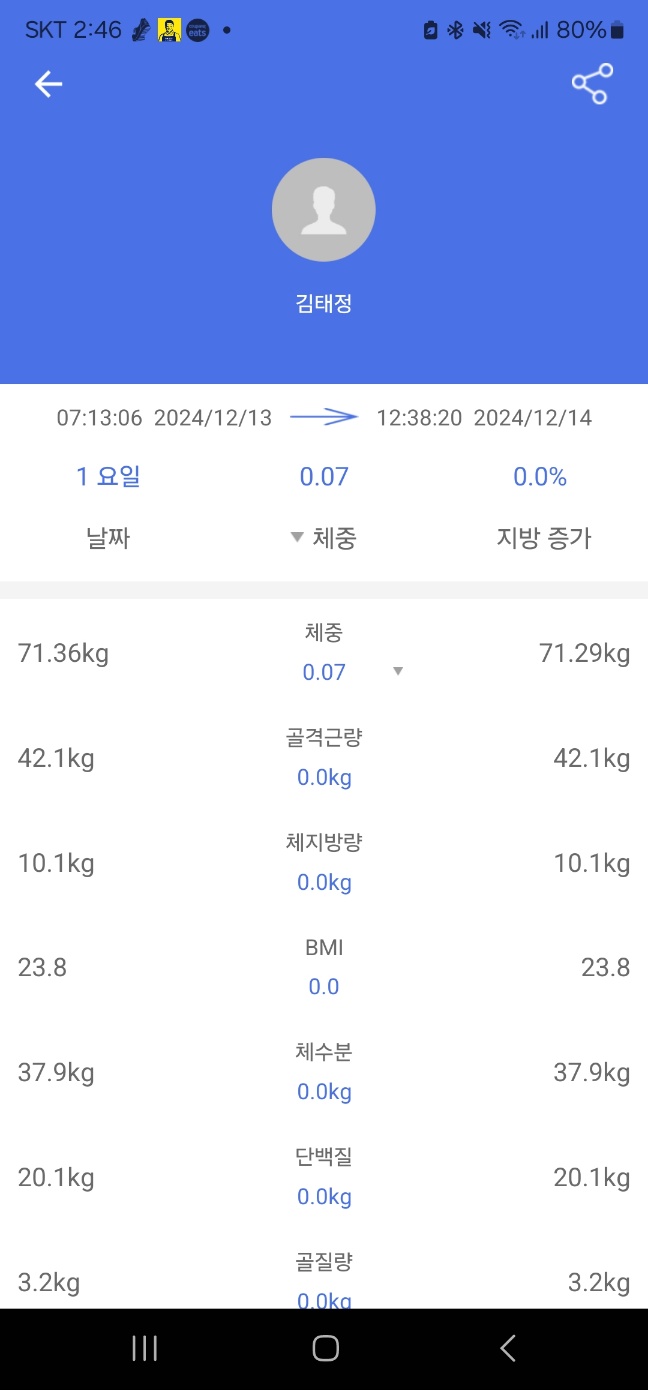 SKT 2:46 80%
김태정
07:13:06 2024/12/13 12:38:20 2024/12/14
1 요일 0.07 0.0%
날짜 ▼ 체중 지방 증가
체중
71.36kg 0.07 ▼ 71.29kg
골격근량
42.1kg 0.0kg 42.1kg
체지방량
10.1kg 0.0kg 10.1kg
BMI
23.8 0.0 23.8
체수분
37.9kg 0.0kg 37.9kg
단백질
20.1kg 0.0kg 20.1kg
골질량
3.2kg 0.0kg 3.2kg